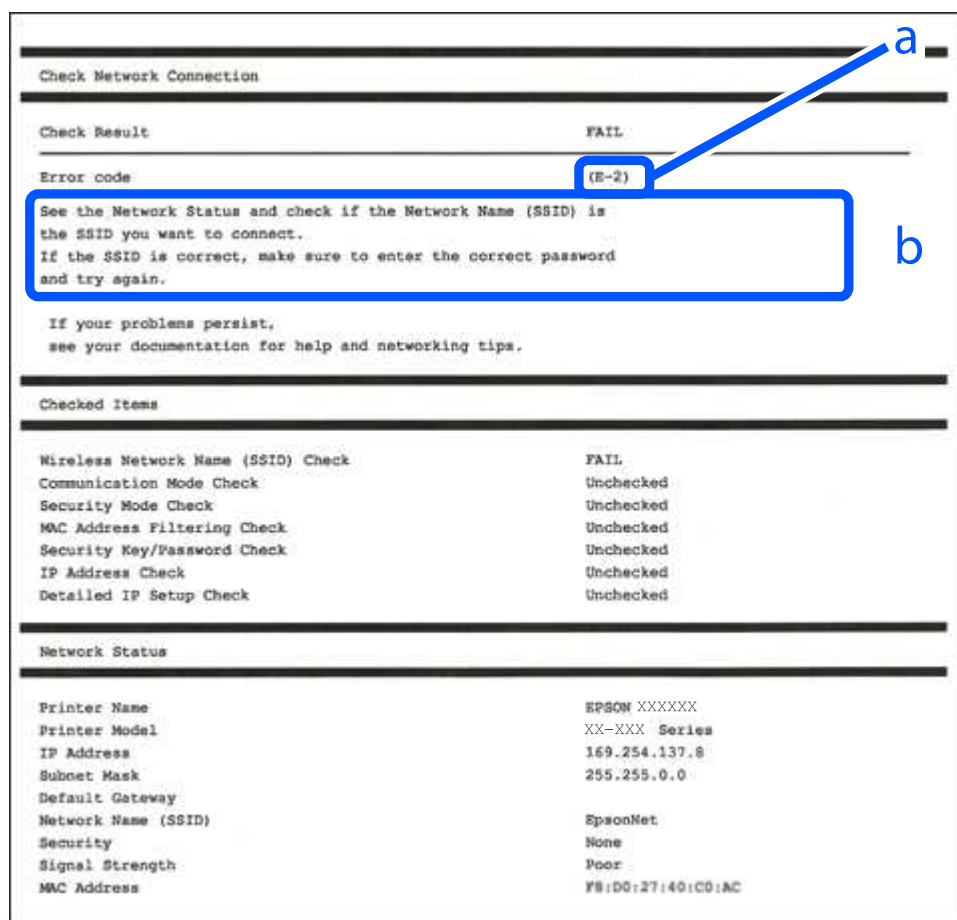 a
Check Network Connection
Check Result FAIL
Error code (E-2)
See the Network Status and check if the Network Name (SSID) is
the SSID you want to connect.
If the SSID is correct, make sure to enter the correct password
and try again.
b
If your problems persist,
see your documentation for help and networking tips.
Checked Items
Wireless Network Name (SSID) Check FAIL
Communication Mode Check Unchecked
Security Mode Check Unchecked
MAC Address Filtering Check Unchecked
Security Key/Password Check Unchecked
IP Address Check Unchecked
Detailed IP Setup Check Unchecked
Network Status
Printer Name EPSON XXXXXX
Printer Model XX-XXX Series
IP Address 169.254.137.8
Subnet Mask 255.255.0.0
Default Gateway
Network Name (SSID) EpsonNet
Security None
Signal Strength Poor
MAC Address F8:D0:27:40:C0:AC